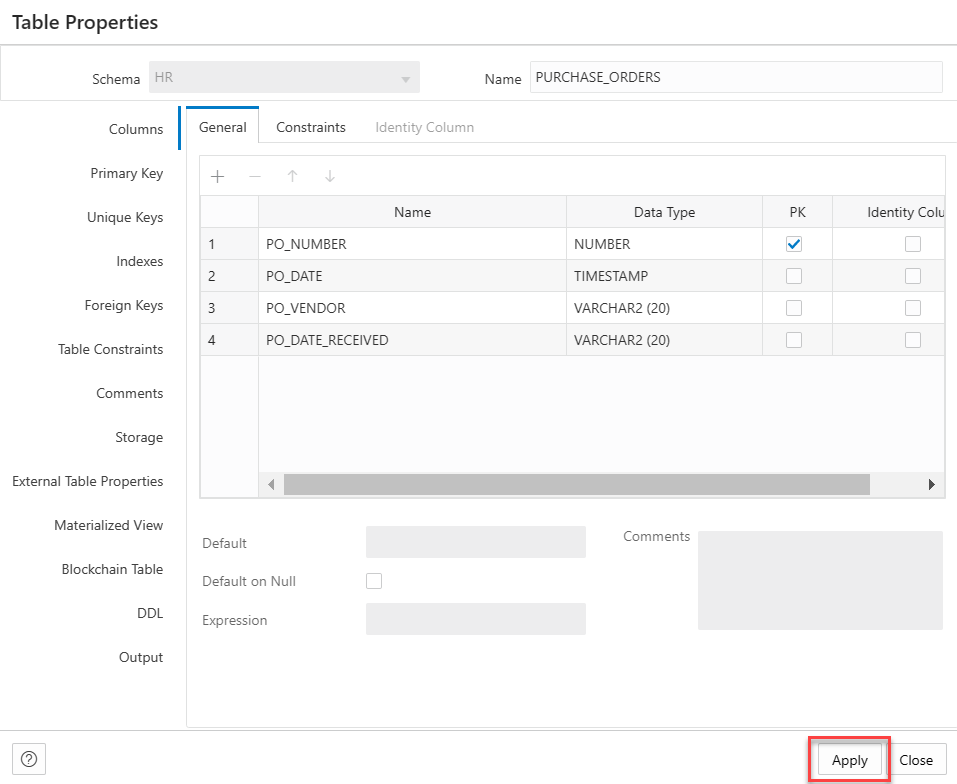 Table Properties
Schema HR Name PURCHASE_ORDERS
Columns
Primary Key
Unique Keys
Indexes
Foreign Keys
Table Constraints
Comments
Storage
External Table Properties
Materialized View
Blockchain Table
DDL
Output
General Constraints Identity Column
Name Data Type PK Identity Colu
1 PO_NUMBER NUMBER
2 PO_DATE TIMESTAMP
3 PO_VENDOR VARCHAR2 (20)
4 PO_DATE_RECEIVED VARCHAR2 (20)
Default
Default on Null
Expression
Comments
? Apply Close